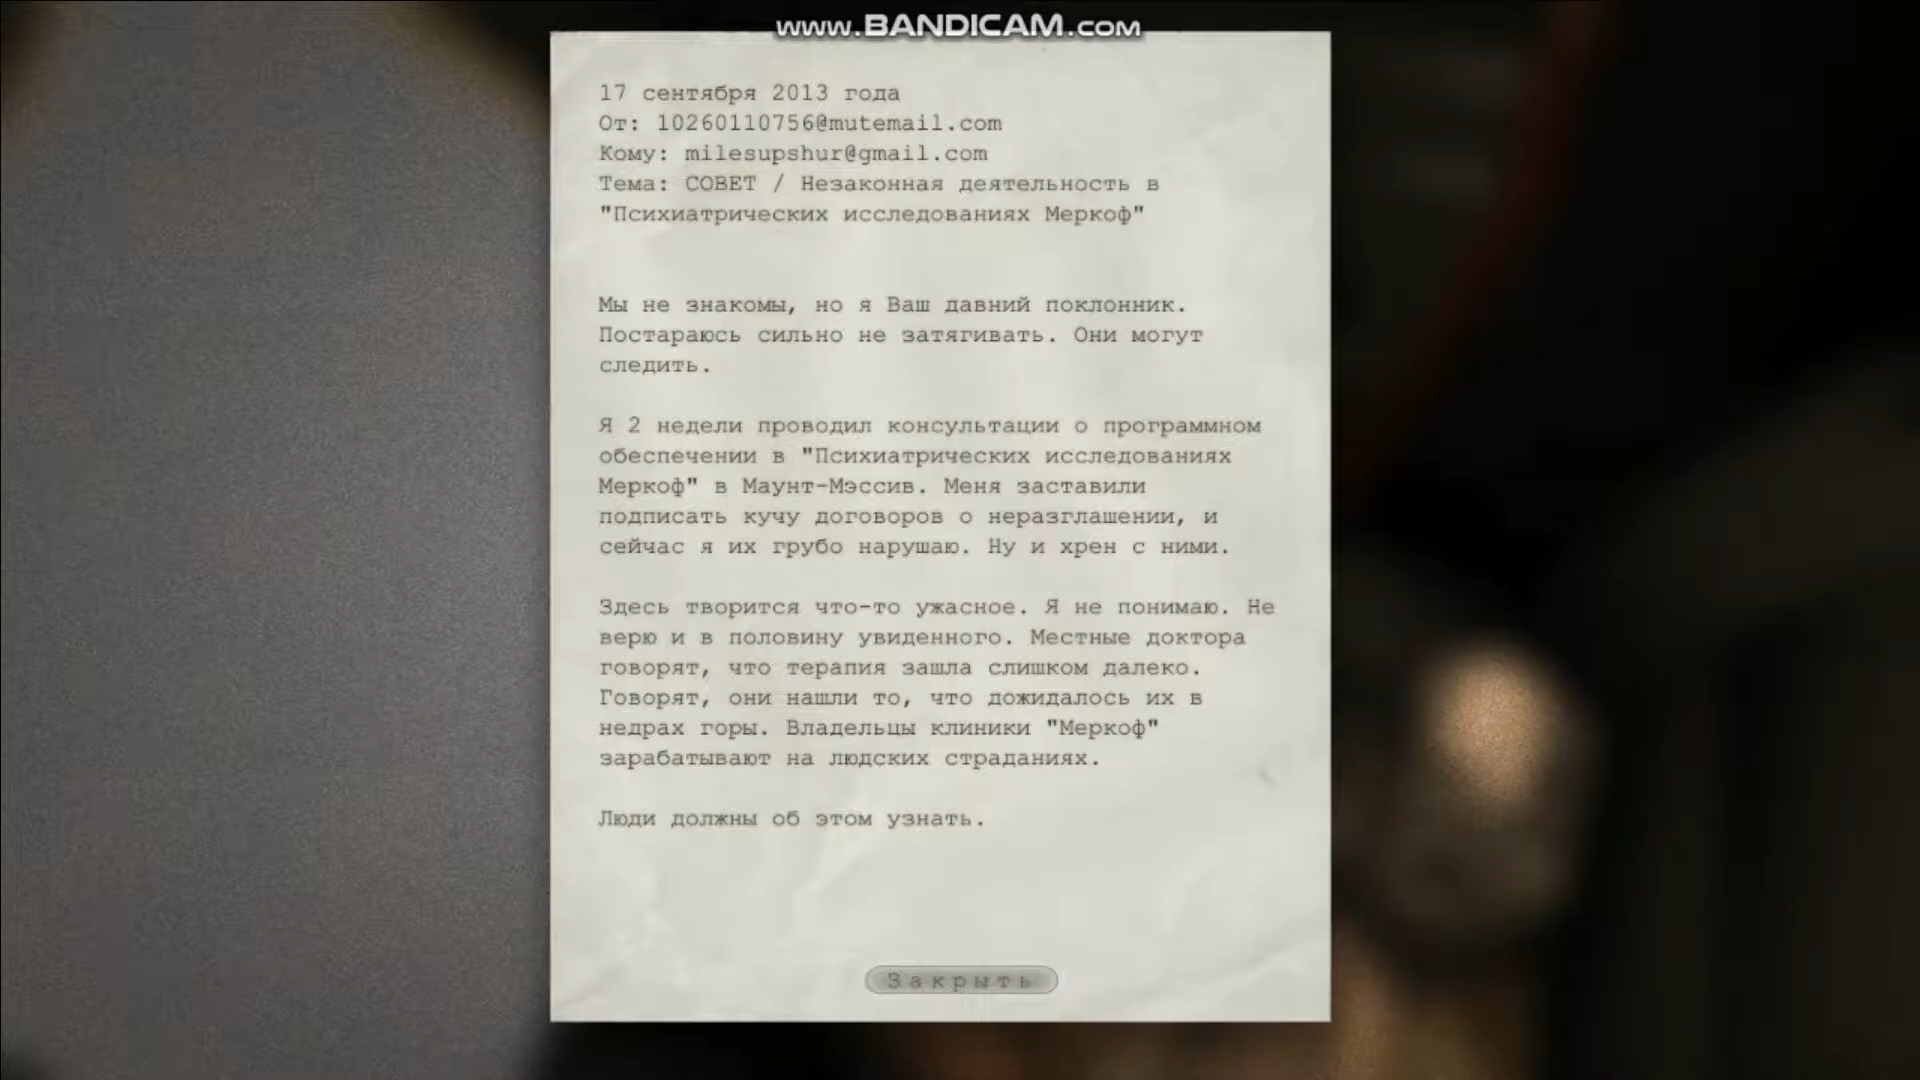 www.BANDICAM.com
17 сентября 2013 года
От: 10260110756@mutemail.com
Кому: milesupshur@gmail.com
Тема: СОВЕТ / Незаконная деятельность в
"Психиатрических исследованиях Меркоф"
Мы не знакомы, но я Ваш давний поклонник.
Постараюсь сильно не затягивать. Они могут
следить.
Я 2 недели проводил консультации о программном
обеспечении в "Психиатрических исследованиях
Меркоф" в Маунт-Мэссив. Меня заставили
подписать кучу договоров о неразглашении, и
сейчас я их грубо нарушаю. Ну и хрен с ними.
Здесь творится что-то ужасное. Я не понимаю. Не
верю и в половину увиденного. Местные доктора
говорят, что терапия зашла слишком далеко.
Говорят, они нашли то, что дожидалось их в
недрах горы. Владельцы клиники "Меркоф"
зарабатывают на людских страданиях.
Люди должны об этом узнать.
Закрыть